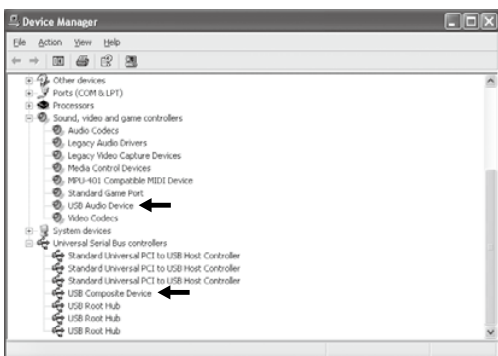 Device Manager
File Action View Help
Other devices
Ports (COM & LPT)
Processors
Sound, video and game controllers
Audio Codecs
Legacy Audio Drivers
Legacy Video Capture Devices
Media Control Devices
MPU-401 Compatible MIDI Device
Standard Game Port
USB Audio Device
Video Codecs
System devices
Universal Serial Bus controllers
Standard Universal PCI to USB Host Controller
Standard Universal PCI to USB Host Controller
Standard Universal PCI to USB Host Controller
USB Composite Device
USB Root Hub
USB Root Hub
USB Root Hub